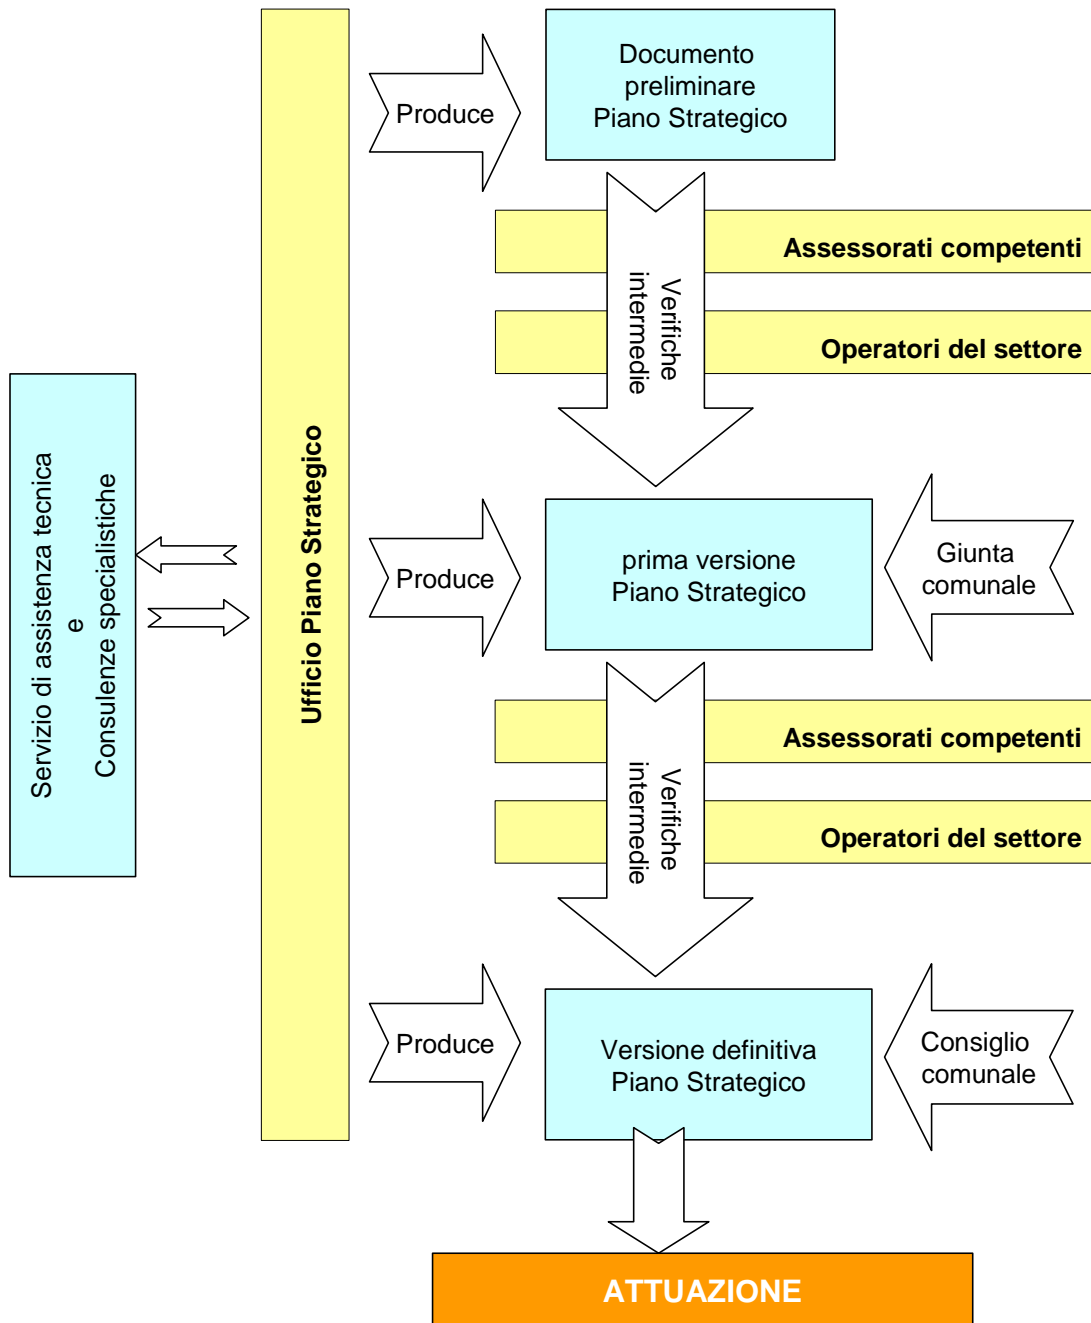 Documento
preliminare
Piano Strategico
Produce
Assessorati competenti
Verifiche
intermedie
Operatori del settore
Servizio di assistenza tecnica
e
Consulenze specialistiche
Ufficio Piano Strategico
Produce
prima versione
Piano Strategico
Giunta
comunale
Assessorati competenti
Verifiche
intermedie
Operatori del settore
Produce
Versione definitiva
Piano Strategico
Consiglio
comunale
ATTUAZIONE